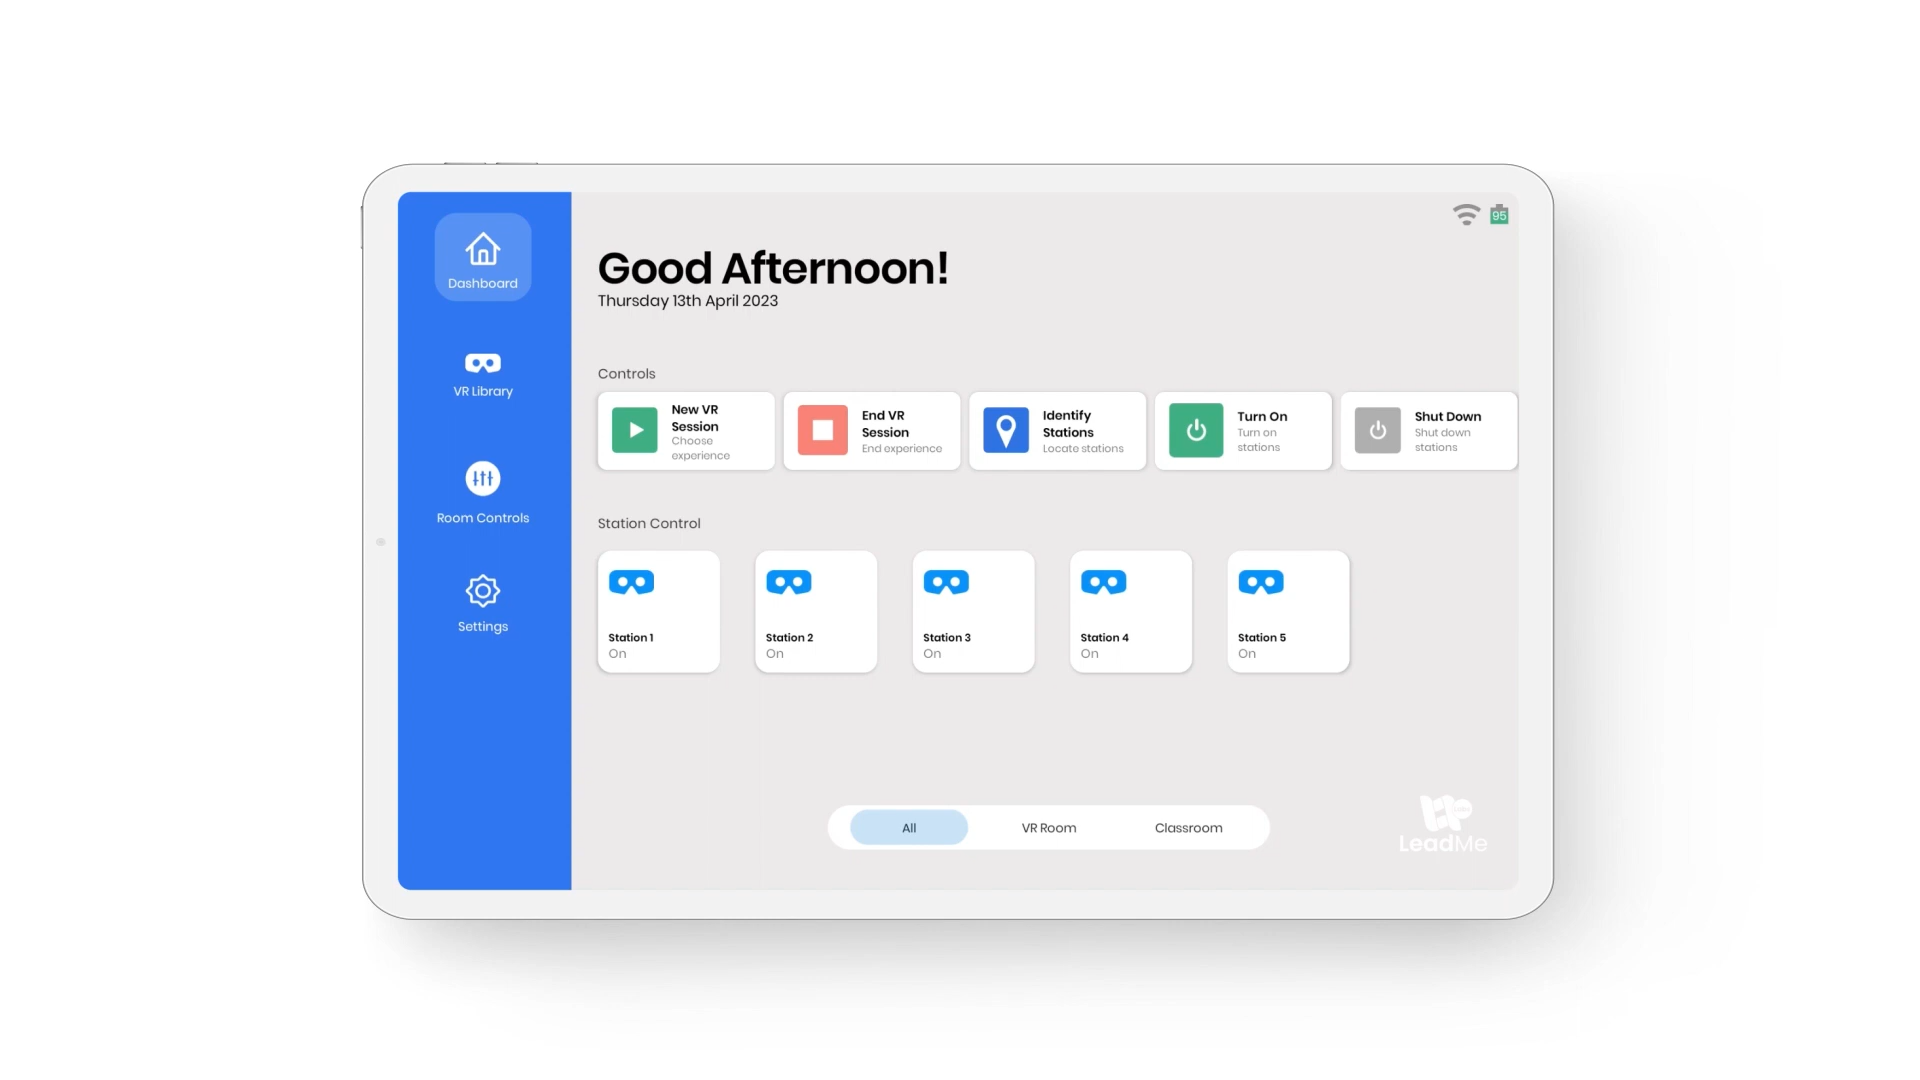 95
Good Afternoon!
Thursday 13th April 2023
Dashboard
VR Library
Room Controls
Settings
Controls
New VR
Session
Choose
experience
End VR
Session
End experience
Identify
Stations
Locate stations
Turn On
Turn on
stations
Shut Down
Shut down
stations
Station Control
Station 1
On
Station 2
On
Station 3
On
Station 4
On
Station 5
On
All
VR Room
Classroom
LeadMe